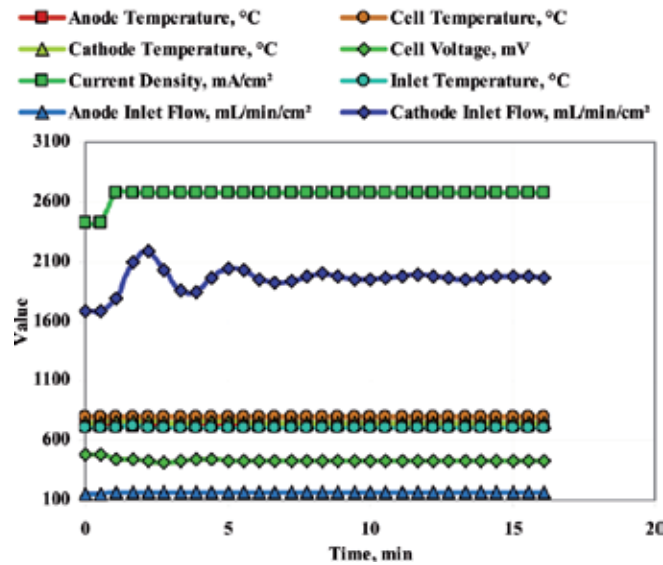 Anode Temperature, °C Cell Temperature, °C
Cathode Temperature, °C Cell Voltage, mV
Current Density, mA/cm² Inlet Temperature, °C
Anode Inlet Flow, mL/min/cm² Cathode Inlet Flow, mL/min/cm²
3100
2600
2100
1600
1100
600
100
Value
0 5 10 15 20
Time, min